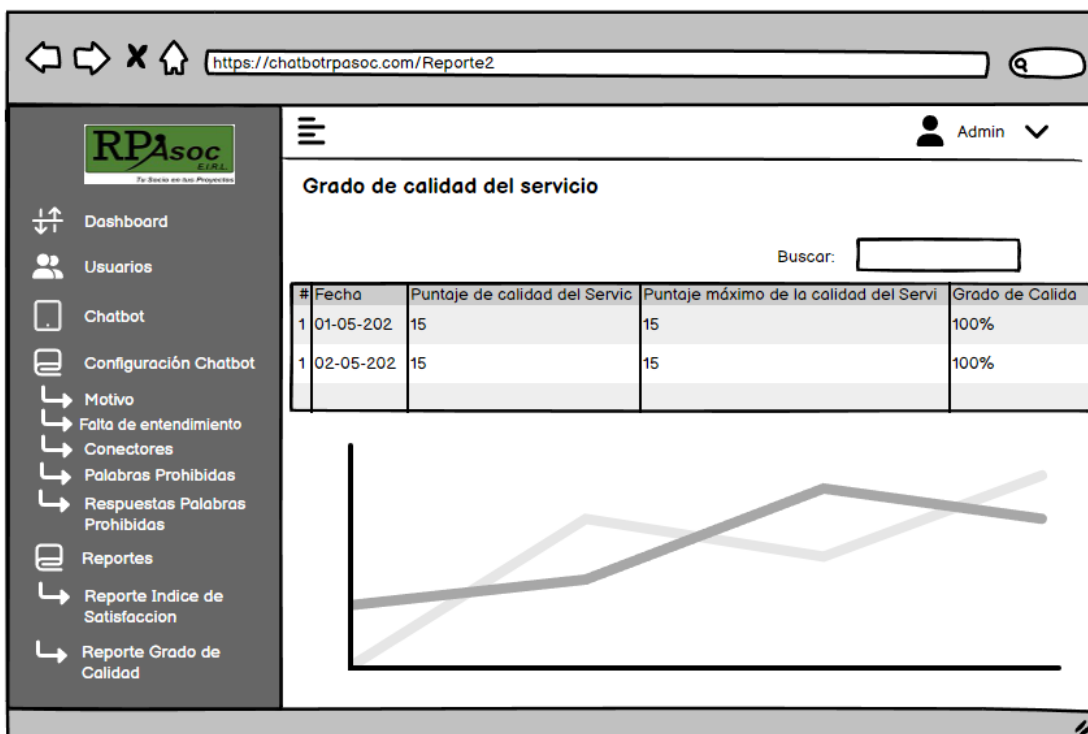 https://chatbotrpasoc.com/Reporte2
RPAsoc
E.I.R.L.
Tu Socio en tus Proyectos
Admin
Dashboard
Usuarios
Chatbot
Configuración Chatbot
Motivo
Falta de entendimiento
Conectores
Palabras Prohibidas
Respuestas Palabras
Prohibidas
Reportes
Reporte Indice de
Satisfaccion
Reporte Grado de
Calidad
Grado de calidad del servicio
Buscar:
# Fecha Puntaje de calidad del Servic Puntaje máximo de la calidad del Servi Grado de Calida
1 01-05-202 15 15 100%
1 02-05-202 15 15 100%